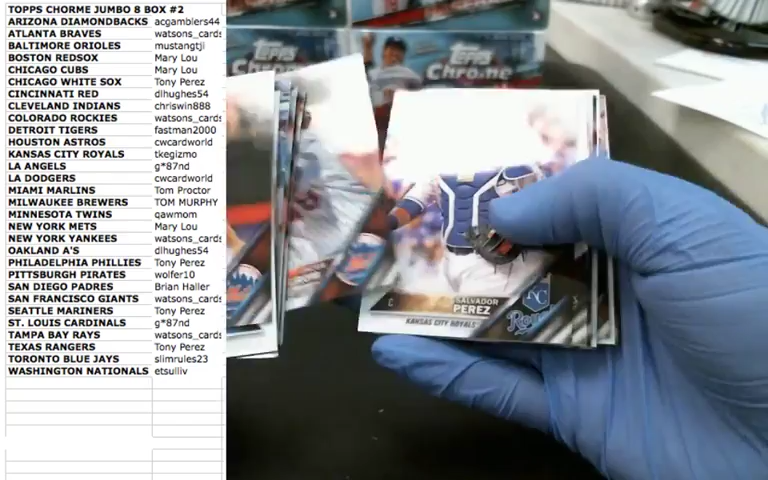 TOPPS CHORME JUMBO 8 BOX #2
ARIZONA DIAMONDBACKS acgamblers44
ATLANTA BRAVES watsons_cards
BALTIMORE ORIOLES mustangtji
BOSTON REDSOX Mary Lou
CHICAGO CUBS Mary Lou
CHICAGO WHITE SOX Tony Perez
CINCINNATI RED dlhughes54
CLEVELAND INDIANS chriswin888
COLORADO ROCKIES watsons_cards
DETROIT TIGERS fastman2000
HOUSTON ASTROS cwcardworld
KANSAS CITY ROYALS tkegizmo
LA ANGELS g*87nd
LA DODGERS cwcardworld
MIAMI MARLINS Tom Proctor
MILWAUKEE BREWERS TOM MURPHY
MINNESOTA TWINS qawmom
NEW YORK METS Mary Lou
NEW YORK YANKEES watsons_cards
OAKLAND A'S dlhughes54
PHILADELPHIA PHILLIES Tony Perez
PITTSBURGH PIRATES wolfer10
SAN DIEGO PADRES Brian Haller
SAN FRANCISCO GIANTS watsons_cards
SEATTLE MARINERS Tony Perez
ST. LOUIS CARDINALS g*87nd
TAMPA BAY RAYS watsons_cards
TEXAS RANGERS Tony Perez
TORONTO BLUE JAYS slimrules23
WASHINGTON NATIONALS etsulliv
Topps
Chrome
Topps
Chrome
C SALVADOR
PEREZ
KANSAS CITY ROYALS
KC
Royals